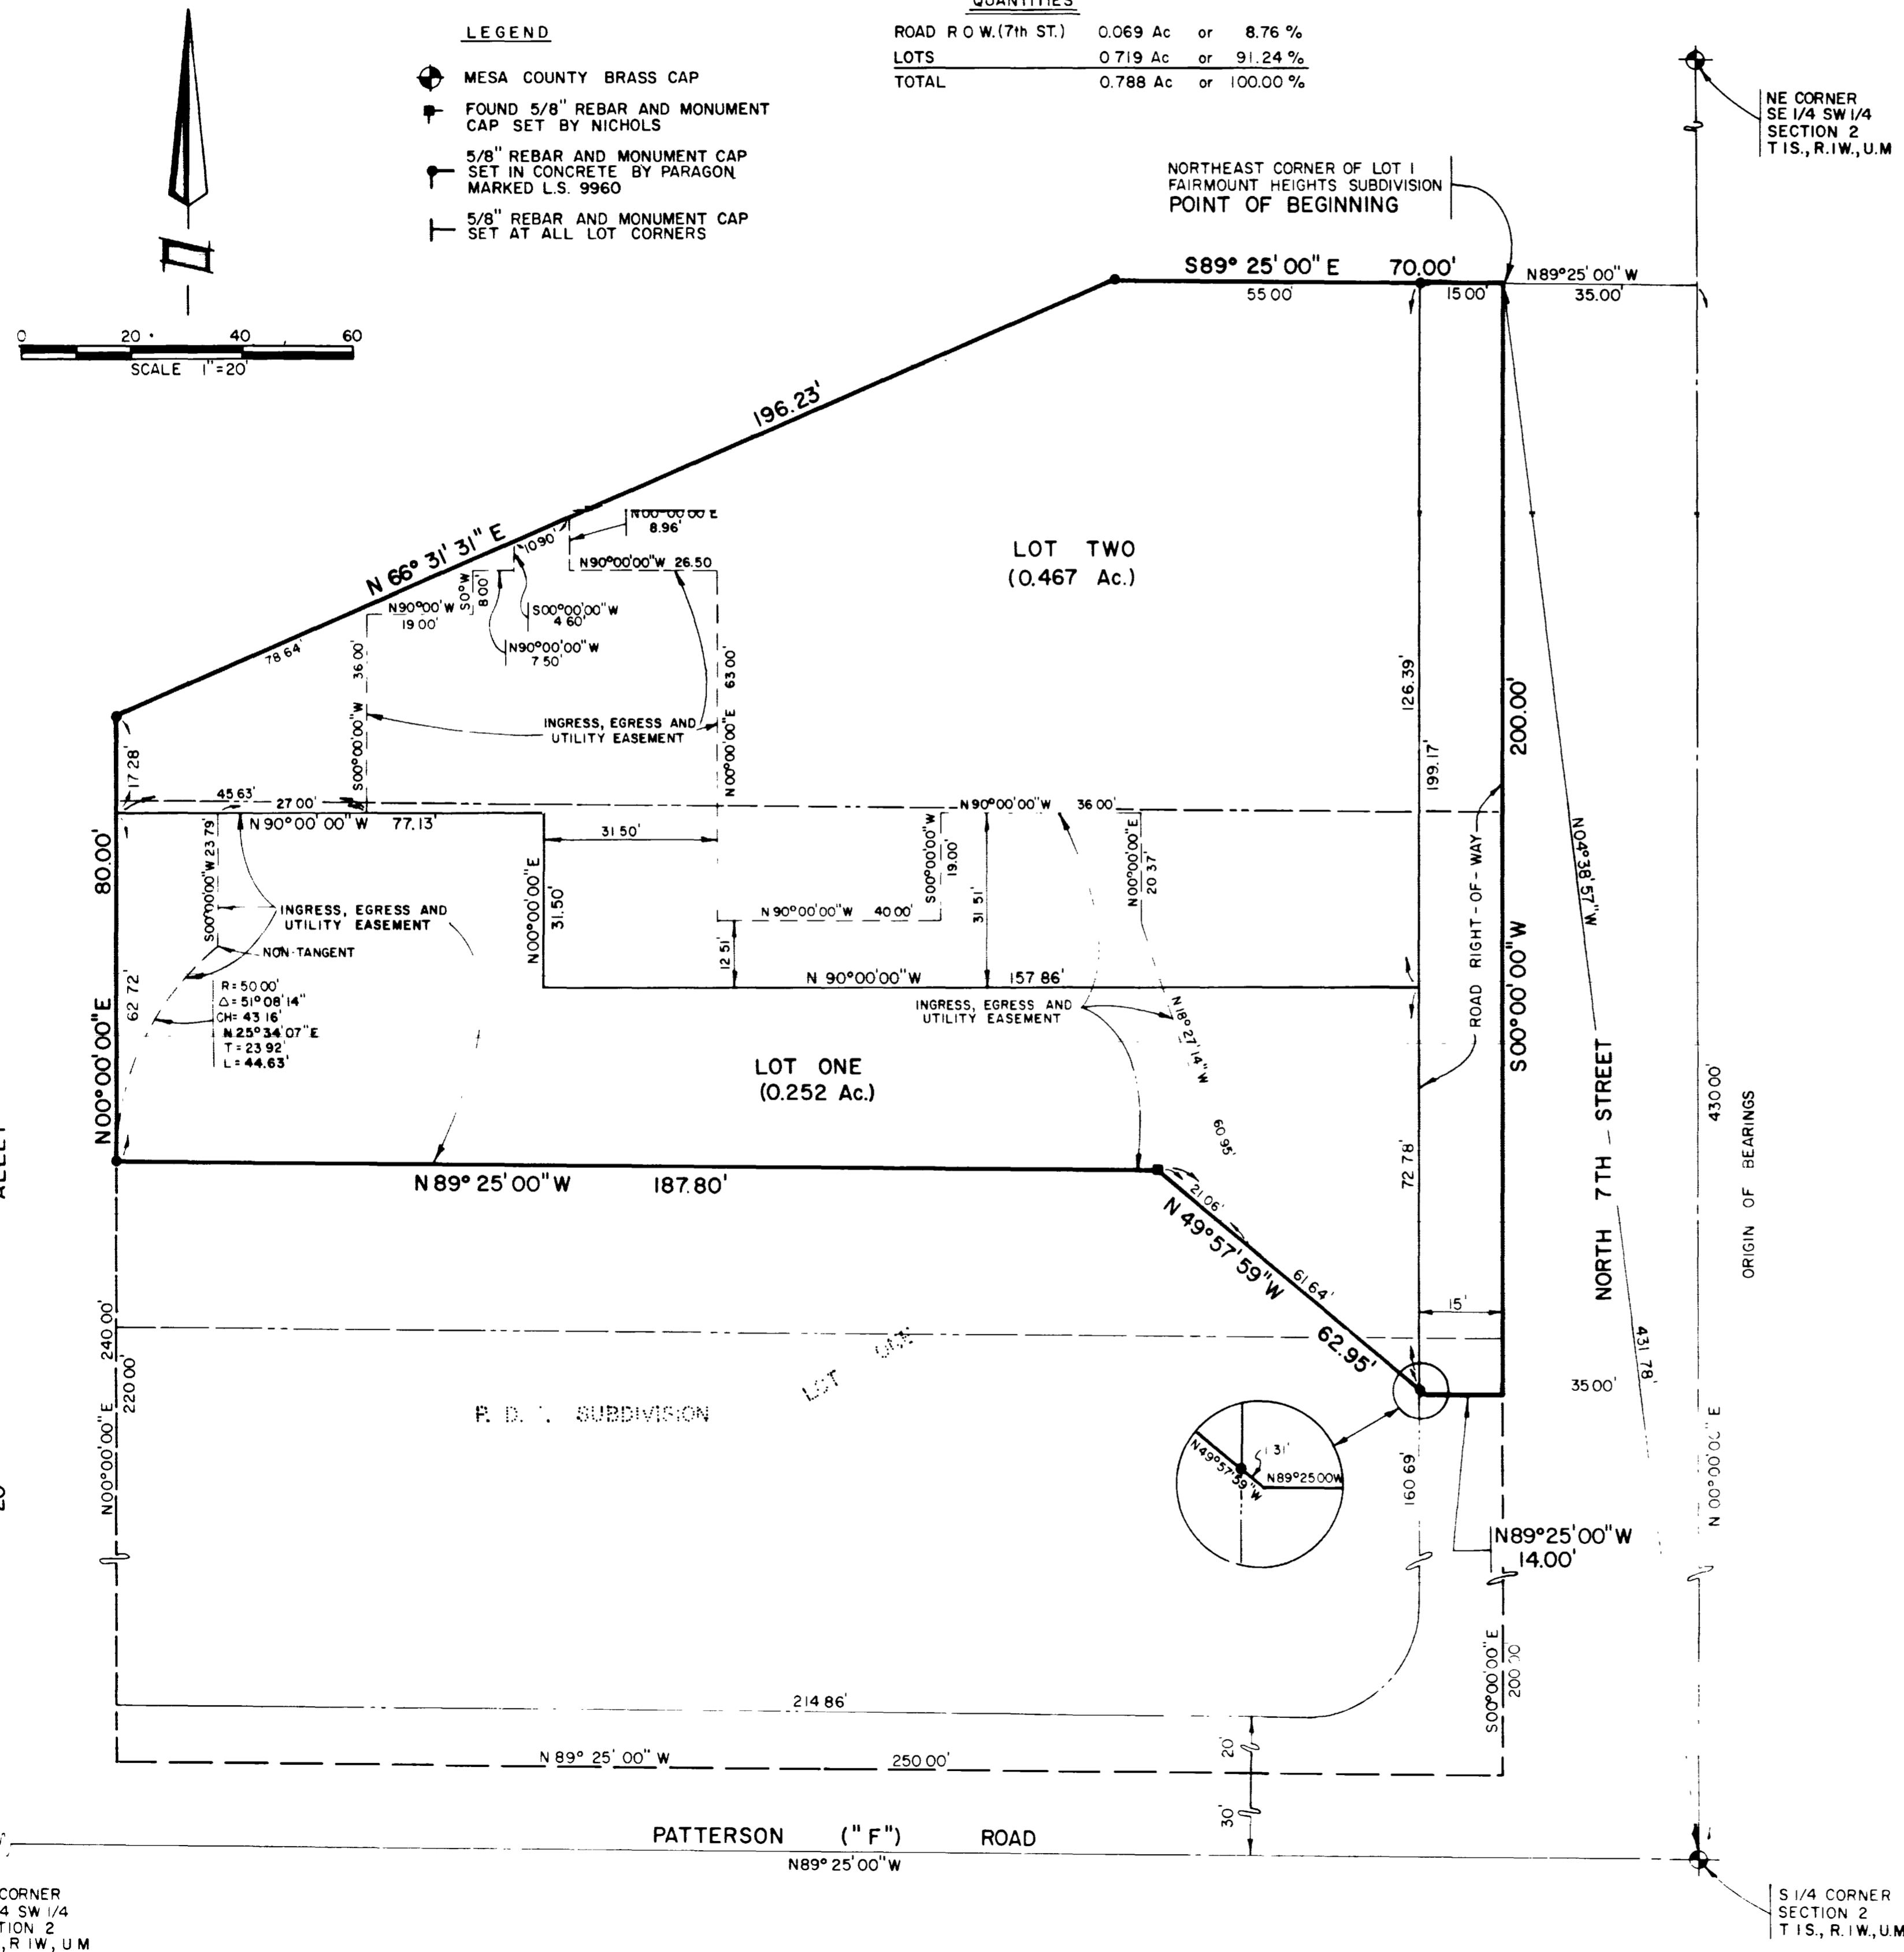 QUANTITIES
ROAD R O W. (7th ST.) 0.069 Ac or 8.76 %
LOTS 0 719 Ac or 91.24 %
TOTAL 0.788 Ac or 100.00 %
LEGEND
MESA COUNTY BRASS CAP
FOUND 5/8" REBAR AND MONUMENT
CAP SET BY NICHOLS
5/8" REBAR AND MONUMENT CAP
SET IN CONCRETE BY PARAGON
MARKED L.S. 9960
5/8" REBAR AND MONUMENT CAP
SET AT ALL LOT CORNERS
0 20 40 60
SCALE 1"=20'
NE CORNER
SE 1/4 SW 1/4
SECTION 2
T 1S., R.1W., U.M
NORTHEAST CORNER OF LOT 1
FAIRMOUNT HEIGHTS SUBDIVISION
POINT OF BEGINNING
S89° 25' 00" E 70.00'
55.00' 15 00' 
N89°25' 00" W
35.00'
196.23'
N 66° 31' 31" E
78 64'
10 90'
N00°00'00"E
8.96'
N90°00'00"W 26.50
S0°W
8 00'
N90°00'W
19 00'
S00°00'00"W
4 60'
N90°00'00"W
7 50'
S00°00'00"W 36 00'
N00°00'00"E 63 00'
INGRESS, EGRESS AND
UTILITY EASEMENT
LOT TWO
(0.467 Ac.)
126.39'
199.17'
200.00'
S 00°00'00"W
ROAD RIGHT-OF-WAY
N04°38'57"W
431 78'
17 28'
45 63'
27 00'
N 90°00' 00"W 77.13'
80.00'
N00°00'00"E
62 72'
S00°00'00"W 23 79'
INGRESS, EGRESS AND
UTILITY EASEMENT
NON-TANGENT
R= 50 00'
Δ= 51° 08' 14"
CH= 43 16'
N 25° 34' 07" E
T = 23 92'
L = 44.63'
31 50'
N00°00'00"E
31.50'
N 90°00'00"W 36 00'
S00°00'00"W
19.00'
31 51'
N00°00'00"E
20 37'
N 90°00'00"W 40 00'
12 51'
N 90°00'00"W 157 86'
INGRESS, EGRESS AND
UTILITY EASEMENT
N18° 27' 14" W
60 95'
LOT ONE
(0.252 Ac.)
72 78'
N 89° 25' 00" W 187.80'
21.06'
N 49°57'59"W
61 64'
62.95'
15'
NORTH 7TH STREET
430 00'
ORIGIN OF BEARINGS
N 00°00'00" E
35 00'
ALLEY
240 00'
220 00'
N00°00'00" E
SUBDIVISION
LOT
1 31'
N49°57'59"W
N89°25 00W
160 69'
N89°25'00"W
14.00'
S00°00'00"E
200 00'
214 86'
N 89° 25' 00" W 250 00'
20'
30'
PATTERSON ("F") ROAD
N89° 25' 00" W
CORNER
4 SW 1/4
TION 2
, R 1W, U M
S 1/4 CORNER
SECTION 2
T 1S., R.1W., U.M